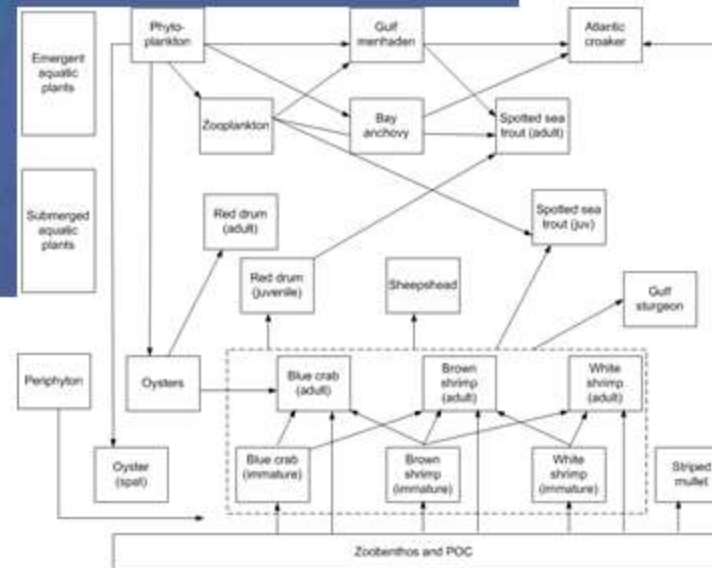 Phyto-
plankton
Gulf
menhaden
Atlantic
croaker
Emergent
aquatic
plants
Zooplankton
Bay
anchovy
Spotted sea
trout (adult)
Submerged
aquatic
plants
Red drum
(adult)
Spotted sea
trout (juv)
Red drum
(juvenile)
Sheepshead
Gulf
sturgeon
Periphyton
Oysters
Blue crab
(adult)
Brown
shrimp
(adult)
White
shrimp
(adult)
Oyster
(spat)
Blue crab
(immature)
Brown
shrimp
(immature)
White
shrimp
(immature)
Striped
mullet
Zoobenthos and POC